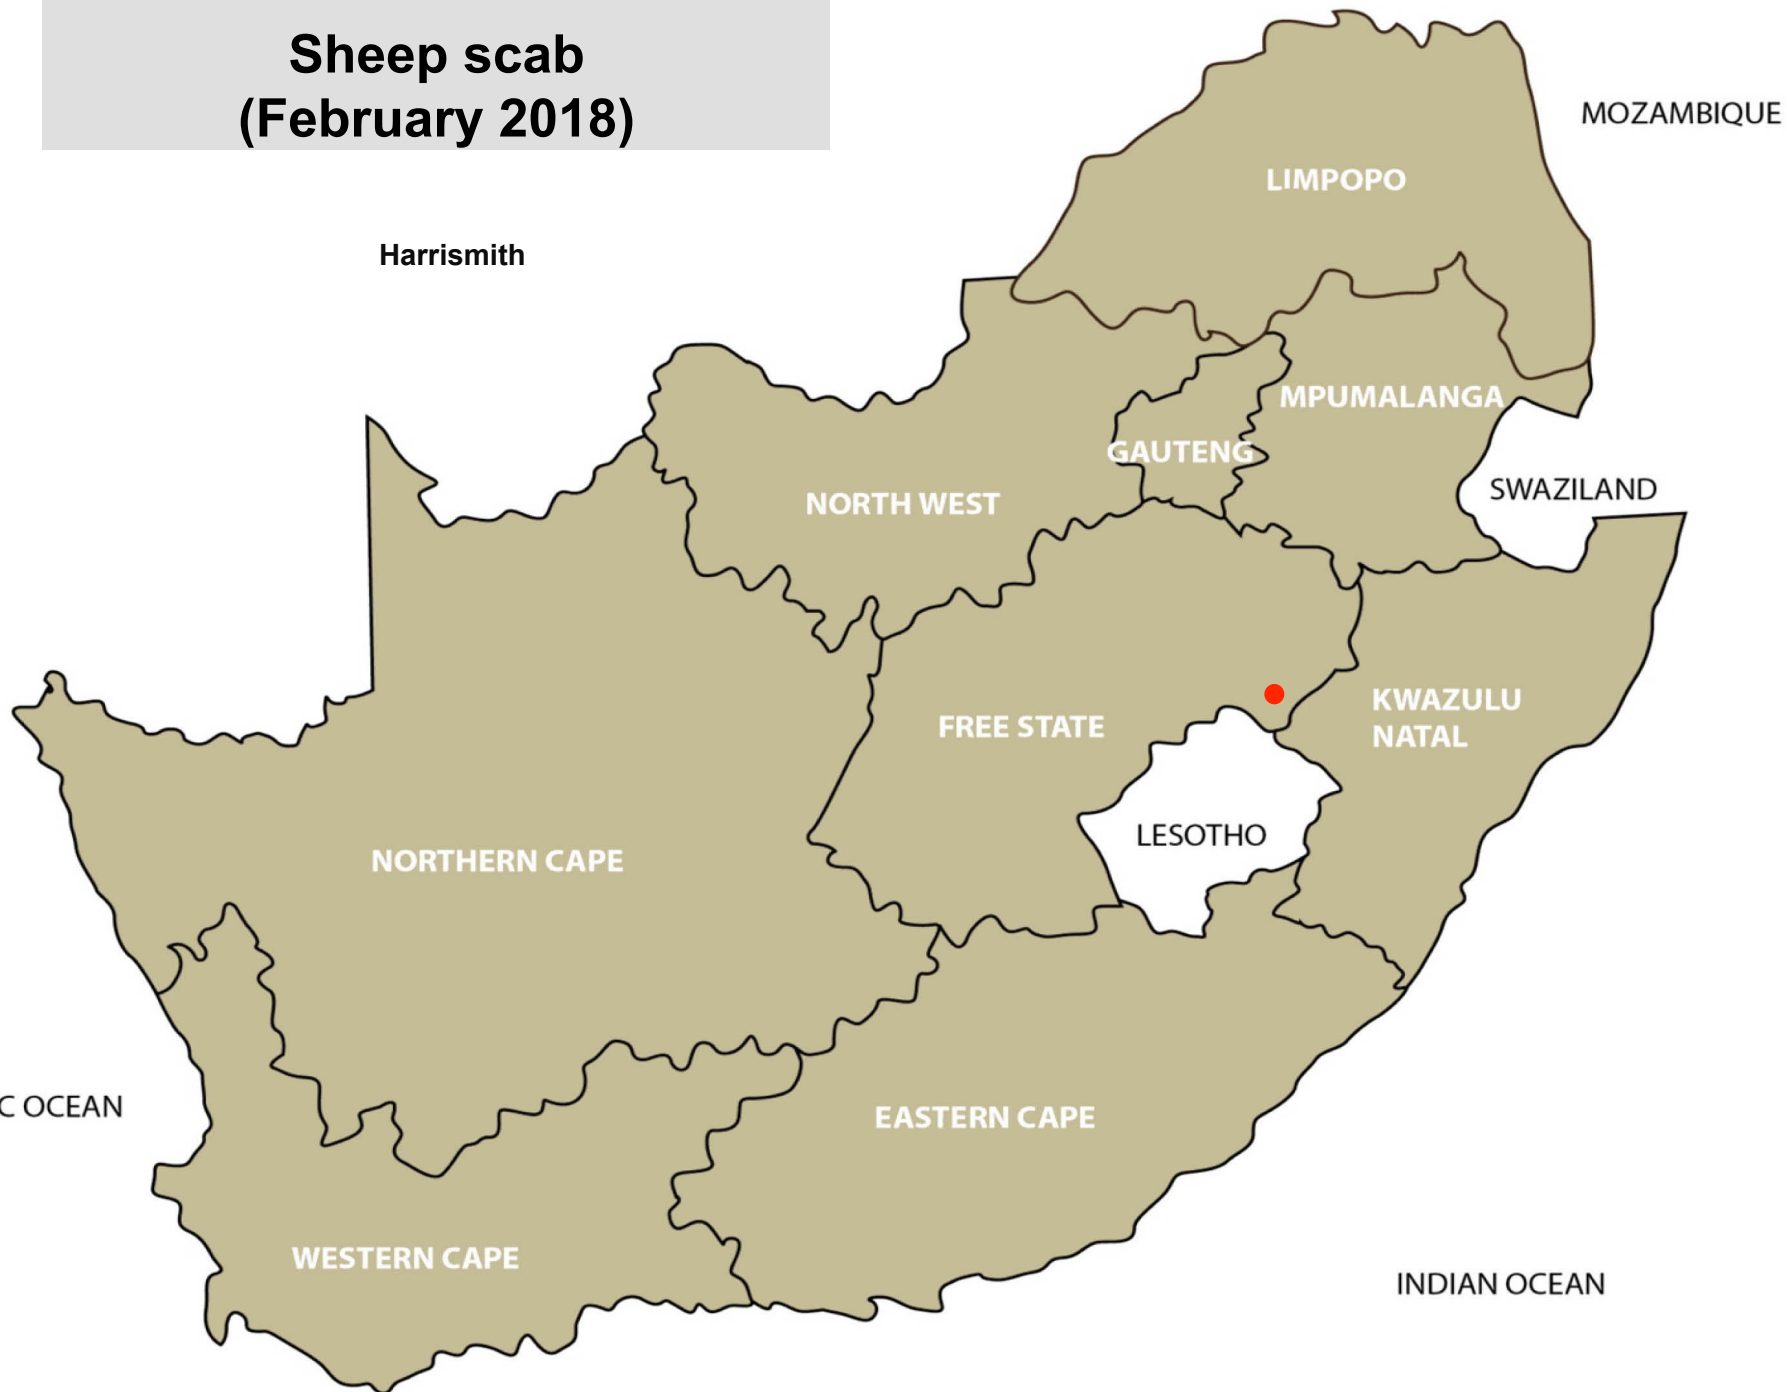 Sheep scab
(February 2018)
MOZAMBIQUE
LIMPOPO
Harrismith
MPUMALANGA
GAUTENG
SWAZILAND
NORTH WEST
KWAZULU
NATAL
FREE STATE
LESOTHO
NORTHERN CAPE
C OCEAN
EASTERN CAPE
WESTERN CAPE
INDIAN OCEAN